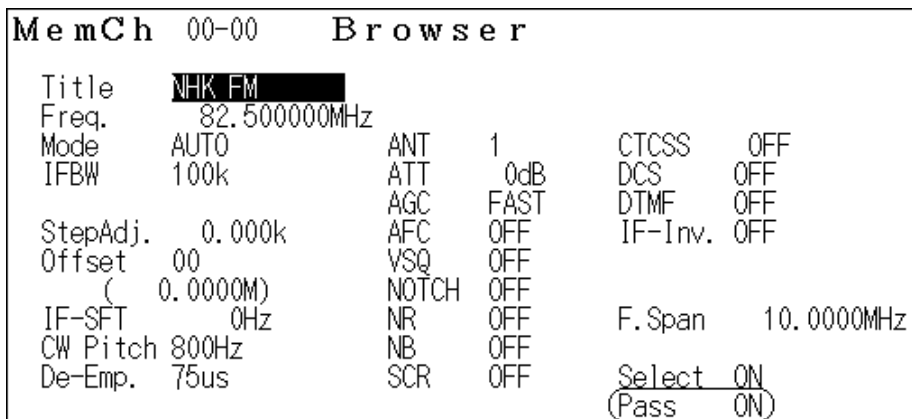 MemCh 00-00 Browser
Title NHK FM
Freq. 82.500000MHz
Mode AUTO ANT 1 CTCSS OFF
IFBW 100k ATT 0dB DCS OFF
AGC FAST DTMF OFF
StepAdj. 0.000k AFC OFF IF-Inv. OFF
Offset 00 VSQ OFF
( 0.0000M) NOTCH OFF
IF-SFT 0Hz NR OFF F.Span 10.0000MHz
CW Pitch 800Hz NB OFF
De-Emp. 75us SCR OFF Select ON
(Pass ON)